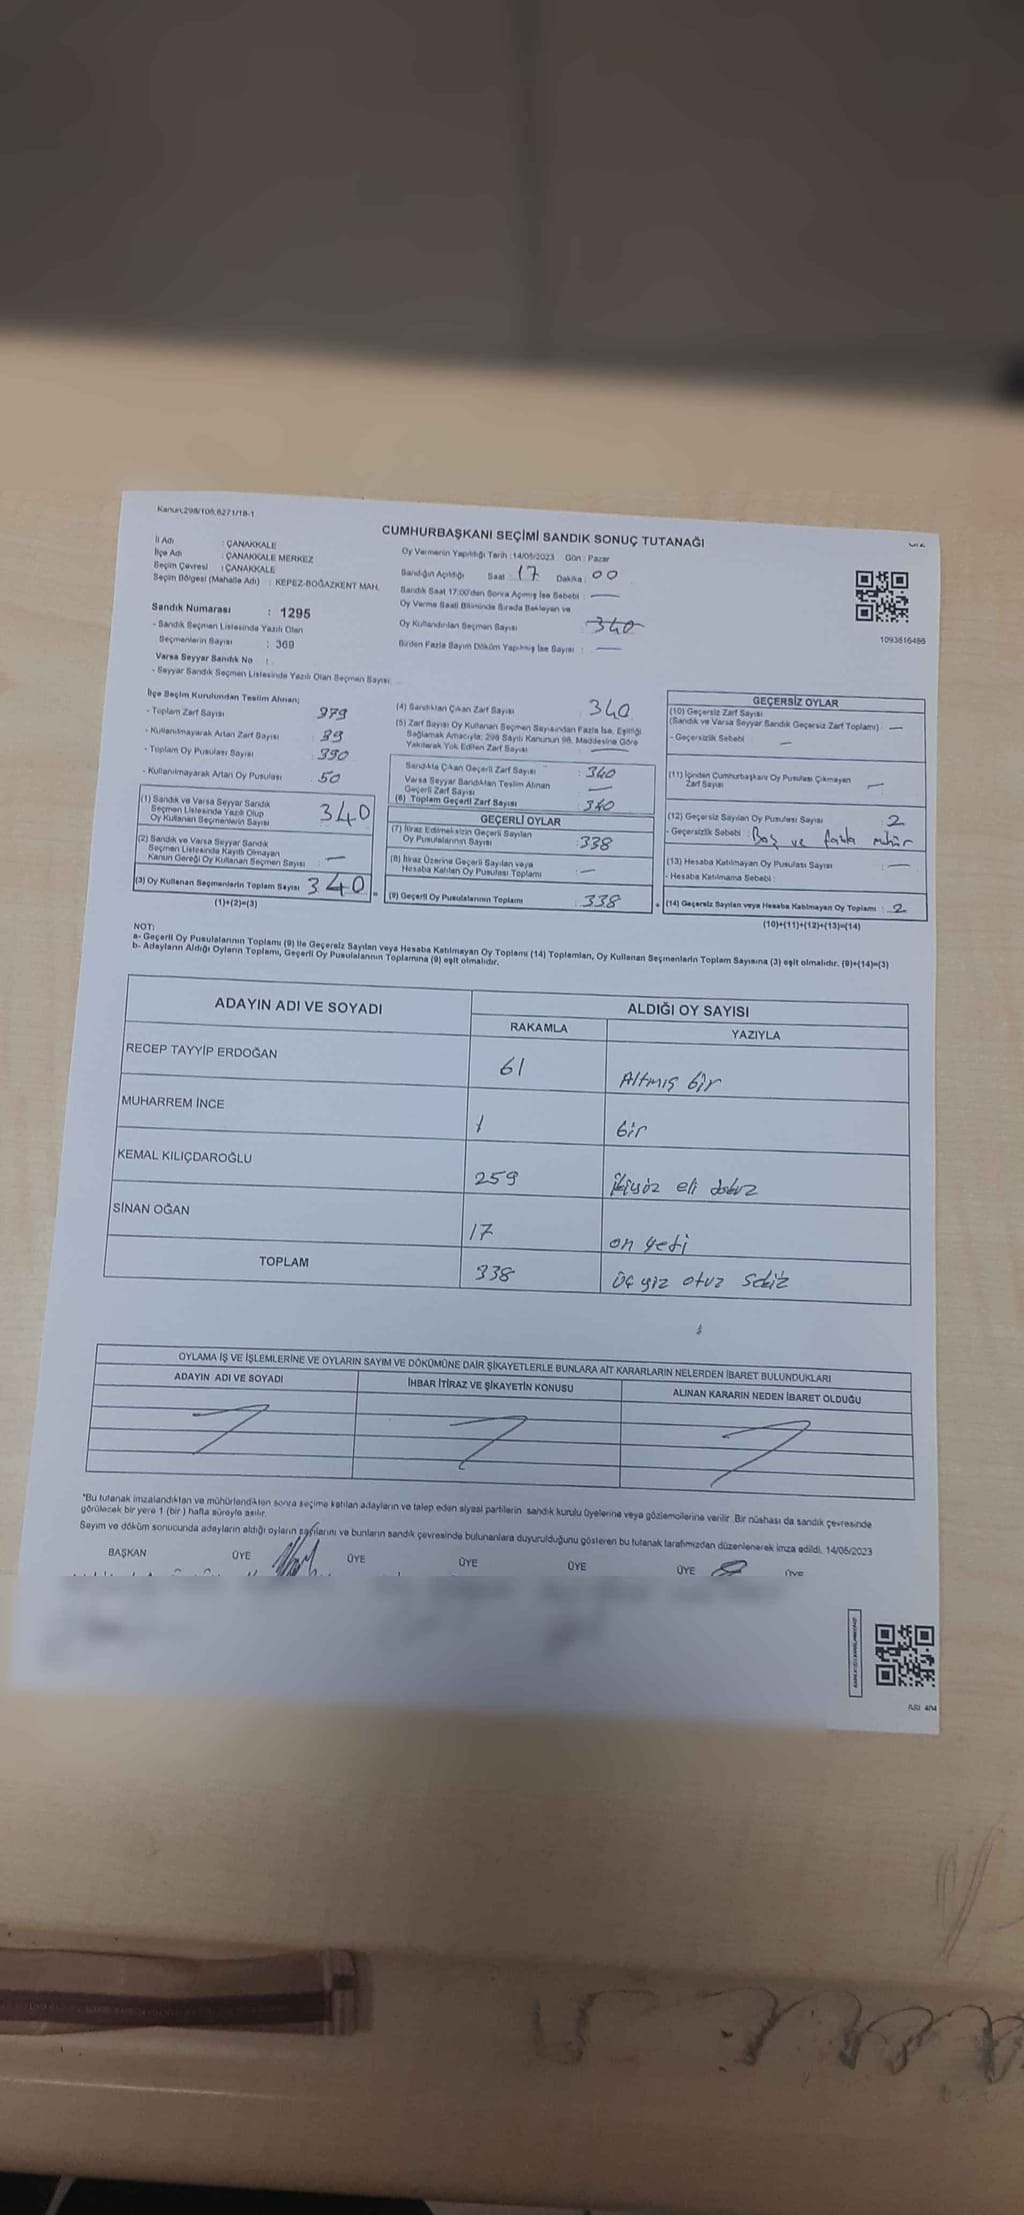 Kanun:298/105,6271/18-1
CUMHURBAŞKANI SEÇİMİ SANDIK SONUÇ TUTANAĞI
İl Adı : ÇANAKKALE
İlçe Adı : ÇANAKKALE MERKEZ
Seçim Çevresi : ÇANAKKALE
Seçim Bölgesi (Mahalle Adı) : KEPEZ-BOĞAZKENT MAH.
Sandık Numarası : 1295
- Sandık Seçmen Listesinde Yazılı Olan
Seçmenlerin Sayısı : 369
Varsa Seyyar Sandık No :
- Seyyar Sandık Seçmen Listesinde Yazılı Olan Seçmen Sayısı:
Oy Vermenin Yapıldığı Tarih : 14/05/2023 Gün : Pazar
Sandığın Açıldığı Saat : 17 Dakika : 00
Sandık Saat 17:00'den Sonra Açılmış İse Sebebi : —
Oy Verme Saati Bitiminde Sırada Bekleyen ve
Oy Kullandırılan Seçmen Sayısı 340
Birden Fazla Sayım Döküm Yapılmış İse Sayısı : —
1093816486
İlçe Seçim Kurulundan Teslim Alınan;
- Toplam Zarf Sayısı 979
- Kullanılmayarak Artan Zarf Sayısı 39
- Toplam Oy Pusulası Sayısı 390
- Kullanılmayarak Artan Oy Pusulası 50
(1) Sandık ve Varsa Seyyar Sandık
Seçmen Listesinde Yazılı Olup
Oy Kullanan Seçmenlerin Sayısı 340
(2) Sandık ve Varsa Seyyar Sandık
Seçmen Listesinde Kayıtlı Olmayan
Kanun Gereği Oy Kullanan Seçmen Sayısı —
(3) Oy Kullanan Seçmenlerin Toplam Sayısı 340 =
(1)+(2)=(3)
(4) Sandıktan Çıkan Zarf Sayısı 340
(5) Zarf Sayısı Oy Kullanan Seçmen Sayısından Fazla İse, Eşitliği
Sağlamak Amacıyla; 298 Sayılı Kanunun 98. Maddesine Göre
Yakılarak Yok Edilen Zarf Sayısı —
Sandıkta Çıkan Geçerli Zarf Sayısı : 340
Varsa Seyyar Sandıktan Teslim Alınan
Geçerli Zarf Sayısı —
(6) Toplam Geçerli Zarf Sayısı : 340
GEÇERLİ OYLAR
(7) İtiraz Edilmeksizin Geçerli Sayılan
Oy Pusulalarının Sayısı : 338
(8) İtiraz Üzerine Geçerli Sayılan veya
Hesaba Katılan Oy Pusulası Toplamı : —
(9) Geçerli Oy Pusulalarının Toplamı : 338 +
GEÇERSİZ OYLAR
(10) Geçersiz Zarf Sayısı
(Sandık ve Varsa Seyyar Sandık Geçersiz Zarf Toplamı) : —
- Geçersizlik Sebebi : —
(11) İçinden Cumhurbaşkanı Oy Pusulası Çıkmayan
Zarf Sayısı —
(12) Geçersiz Sayılan Oy Pusulası Sayısı : 2
- Geçersizlik Sebebi : Boş ve fazla mühür
(13) Hesaba Katılmayan Oy Pusulası Sayısı : —
- Hesaba Katılmama Sebebi :
(14) Geçersiz Sayılan veya Hesaba Katılmayan Oy Toplamı : 2
(10)+(11)+(12)+(13)=(14)
NOT:
a- Geçerli Oy Pusulalarının Toplamı (9) ile Geçersiz Sayılan veya Hesaba Katılmayan Oy Toplamı (14) Toplamları, Oy Kullanan Seçmenlerin Toplam Sayısına (3) eşit olmalıdır. (9)+(14)=(3)
b- Adayların Aldığı Oyların Toplamı, Geçerli Oy Pusulalarının Toplamına (9) eşit olmalıdır.
ADAYIN ADI VE SOYADI ALDIĞI OY SAYISI
RAKAMLA YAZIYLA
RECEP TAYYİP ERDOĞAN 61 Altmış bir
MUHARREM İNCE 1 bir
KEMAL KILIÇDAROĞLU 259 ikiyüz eli dokuz
SİNAN OĞAN 17 on yedi
TOPLAM 338 üç yüz otuz sekiz
OYLAMA İŞ VE İŞLEMLERİNE VE OYLARIN SAYIM VE DÖKÜMÜNE DAİR ŞİKAYETLERLE BUNLARA AİT KARARLARIN NELERDEN İBARET BULUNDUKLARI
ADAYIN ADI VE SOYADI İHBAR İTİRAZ VE ŞİKAYETİN KONUSU ALINAN KARARIN NEDEN İBARET OLDUĞU
*Bu tutanak imzalandıktan ve mühürlendikten sonra seçime katılan adayların ve talep eden siyasi partilerin sandık kurulu üyelerine veya gözlemcilerine verilir. Bir nüshası da sandık çevresinde
görülecek bir yere 1 (bir) hafta süreyle asılır.
Sayım ve döküm sonucunda adayların aldığı oyların sayılarını ve bunların sandık çevresinde bulunanlara duyurulduğunu gösteren bu tutanak tarafımızdan düzenlenerek imza edildi. 14/05/2023
BAŞKAN ÜYE ÜYE ÜYE ÜYE ÜYE ÜYE